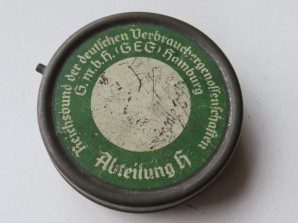 Reichsbund der deutschen Verbrauchergenossenschaften
G.m.b.H. (GEG) Hamburg
Abteilung H